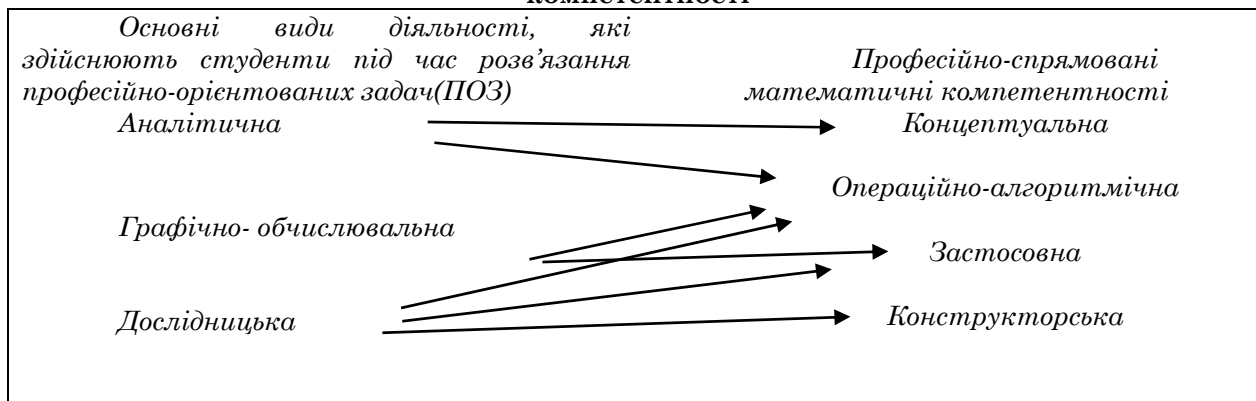 Основні види діяльності, які
здійснюють студенти під час розв'язання
професійно-орієнтованих задач(ПОЗ)
Професійно-спрямовані
математичні компетентності
Аналітична
Концептуальна
Операційно-алгоритмічна
Графічно- обчислювальна
Застосовна
Дослідницька
Конструкторська